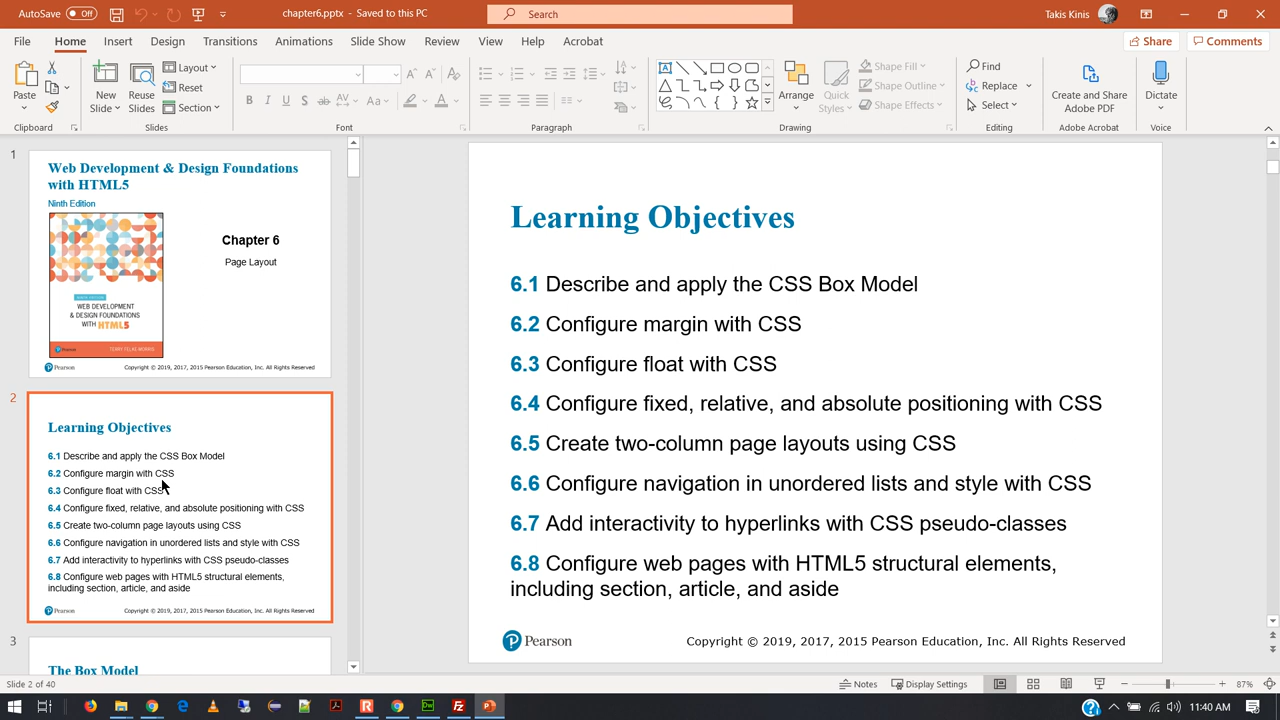 AutoSave Off chapter6.pptx - Saved to this PC Search Takis Kinis
File Home Insert Design Transitions Animations Slide Show Review View Help Acrobat Share Comments
Paste New Slide Reuse Slides Layout Reset Section
Arrange Quick Styles Shape Fill Shape Outline Shape Effects
Find Replace Select Create and Share Adobe PDF Dictate
Clipboard Slides Font Paragraph Drawing Editing Adobe Acrobat Voice
1
Web Development & Design Foundations
with HTML5
Ninth Edition
Chapter 6
Page Layout
WEB DEVELOPMENT
& DESIGN FOUNDATIONS
WITH HTML5
Pearson TERRY FELKE-MORRIS
Pearson Copyright © 2019, 2017, 2015 Pearson Education, Inc. All Rights Reserved
2
Learning Objectives
6.1 Describe and apply the CSS Box Model
6.2 Configure margin with CSS
6.3 Configure float with CSS
6.4 Configure fixed, relative, and absolute positioning with CSS
6.5 Create two-column page layouts using CSS
6.6 Configure navigation in unordered lists and style with CSS
6.7 Add interactivity to hyperlinks with CSS pseudo-classes
6.8 Configure web pages with HTML5 structural elements,
including section, article, and aside
Pearson Copyright © 2019, 2017, 2015 Pearson Education, Inc. All Rights Reserved
3
The Box Model
Learning Objectives
6.1 Describe and apply the CSS Box Model
6.2 Configure margin with CSS
6.3 Configure float with CSS
6.4 Configure fixed, relative, and absolute positioning with CSS
6.5 Create two-column page layouts using CSS
6.6 Configure navigation in unordered lists and style with CSS
6.7 Add interactivity to hyperlinks with CSS pseudo-classes
6.8 Configure web pages with HTML5 structural elements,
including section, article, and aside
Pearson Copyright © 2019, 2017, 2015 Pearson Education, Inc. All Rights Reserved
Slide 2 of 40 Notes Display Settings 87%
11:40 AM